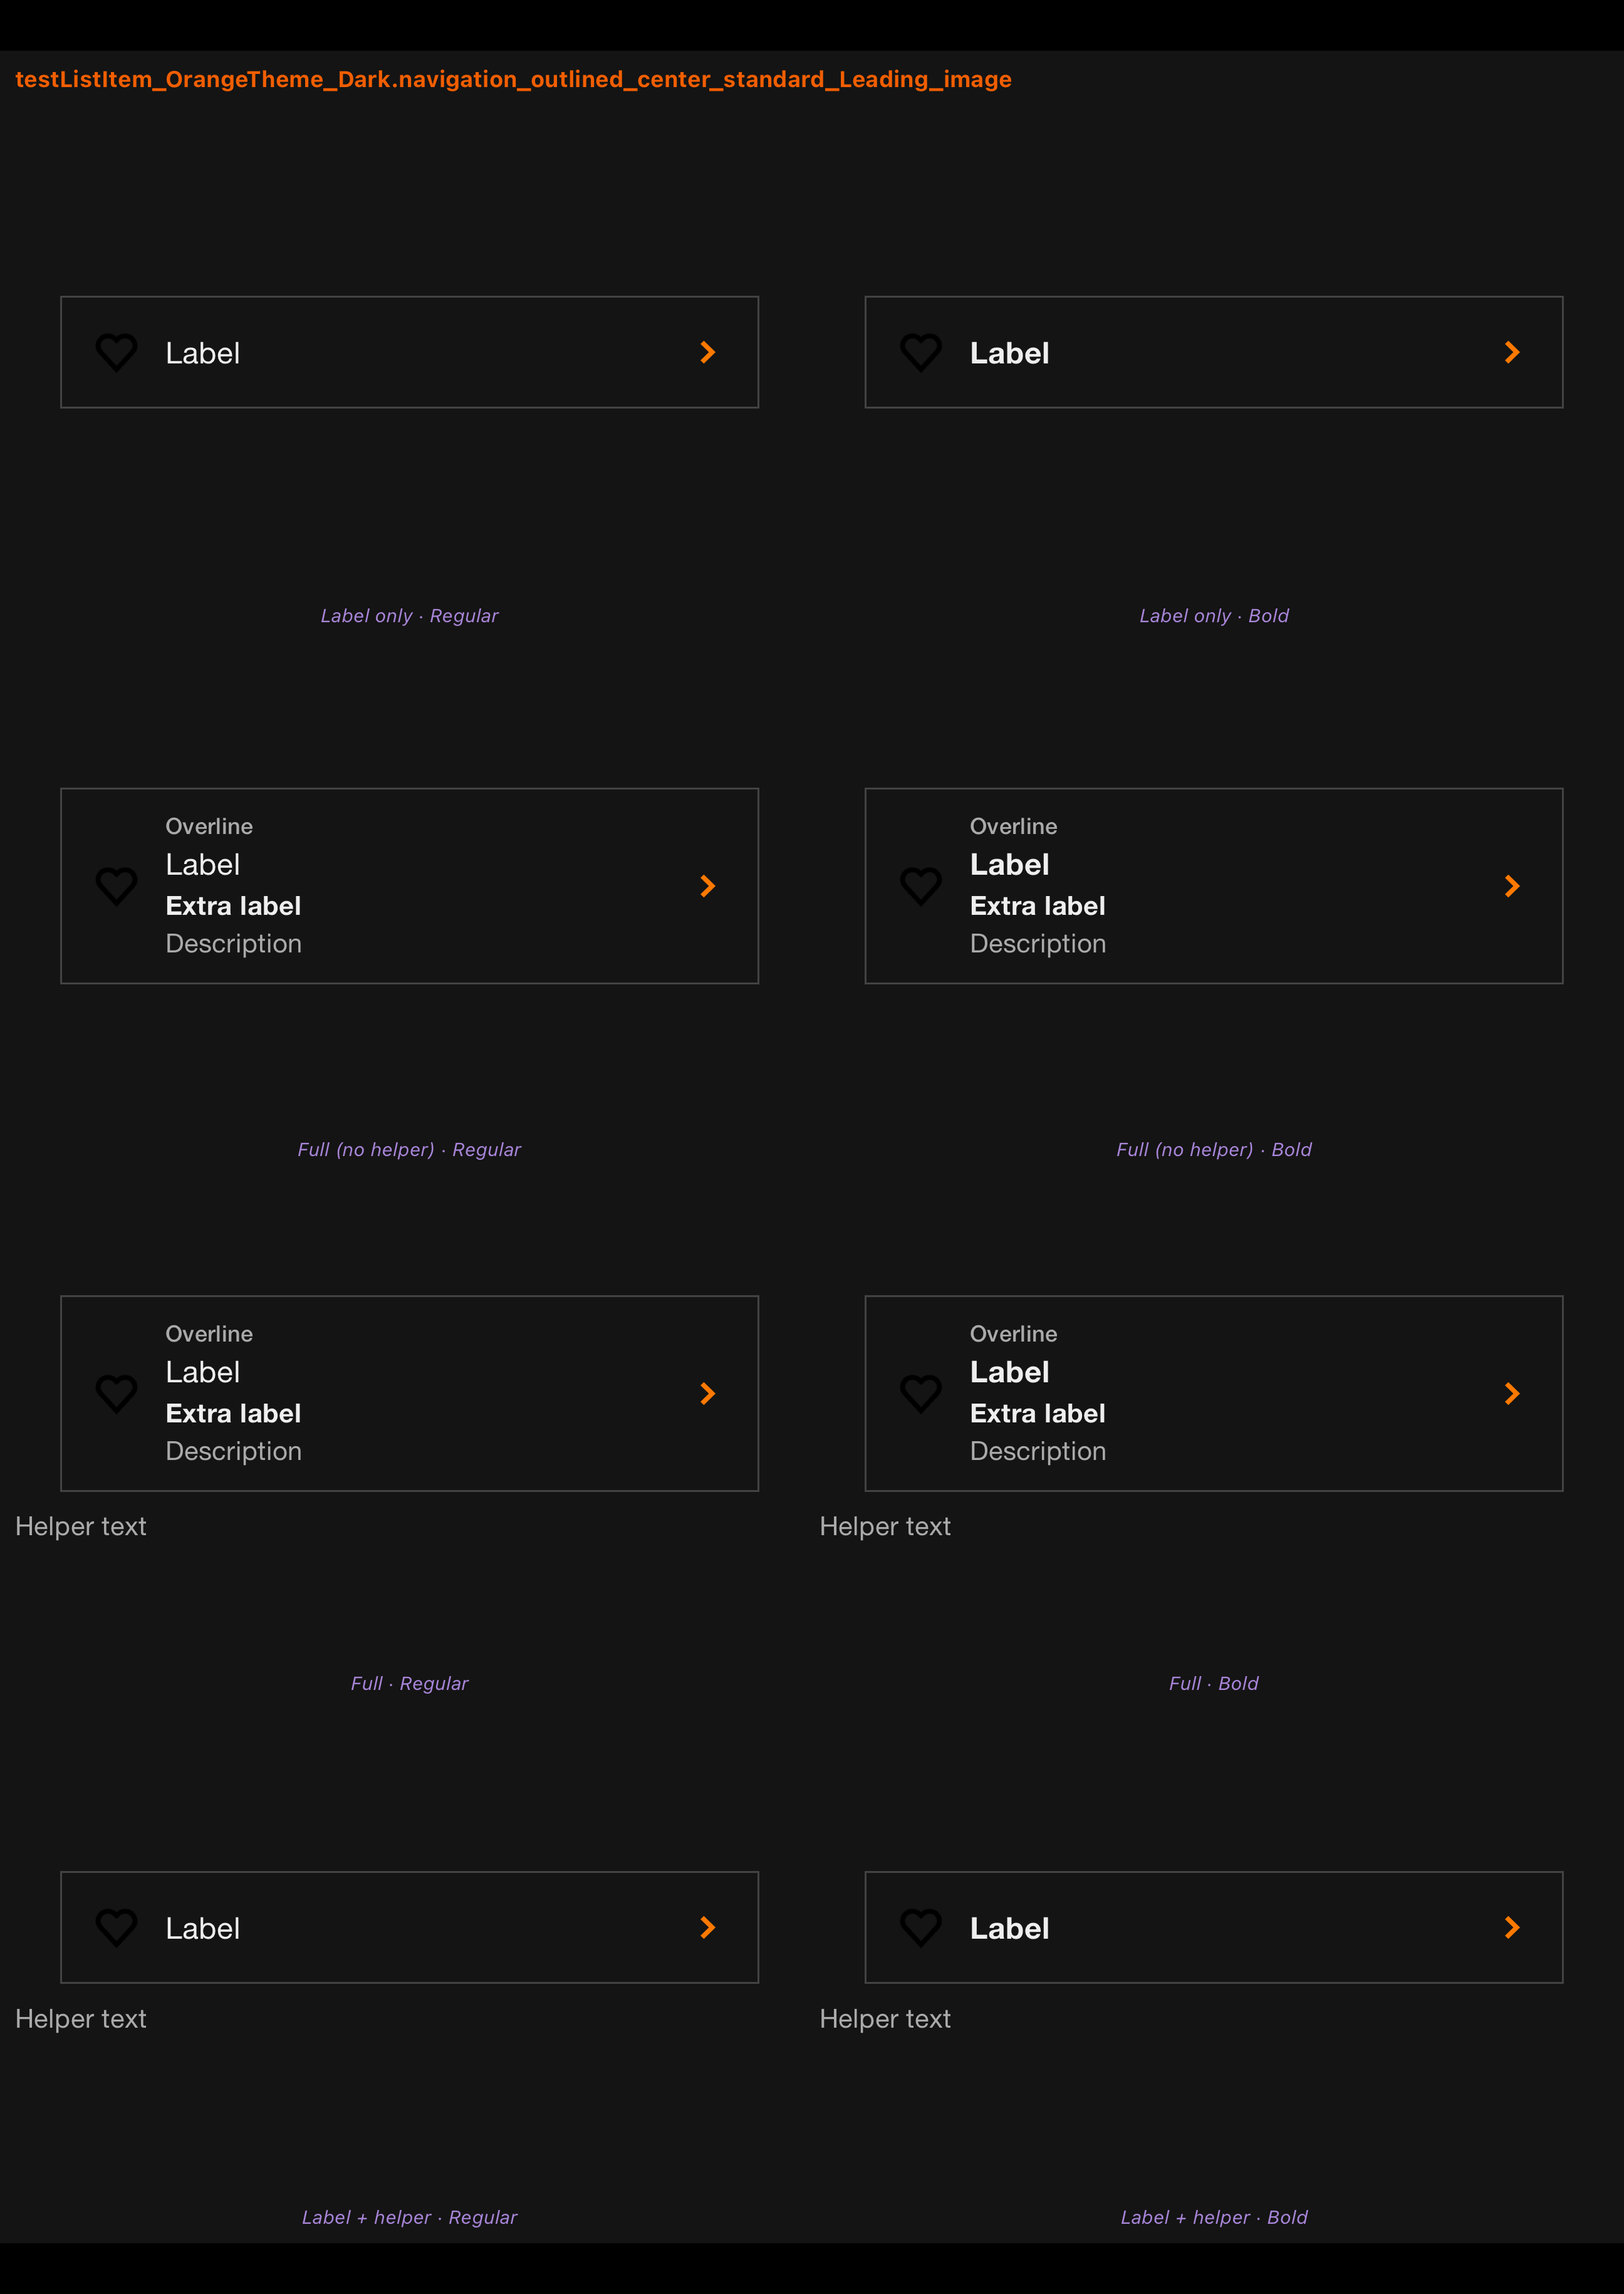 testListItem_OrangeTheme_Dark.navigation_outlined_center_standard_Leading_image
Label
Label
Label only · Regular
Label only · Bold
Overline
Label
Extra label
Description
Overline
Label
Extra label
Description
Full (no helper) · Regular
Full (no helper) · Bold
Overline
Label
Extra label
Description
Helper text
Overline
Label
Extra label
Description
Helper text
Full · Regular
Full · Bold
Label
Helper text
Label
Helper text
Label + helper · Regular
Label + helper · Bold